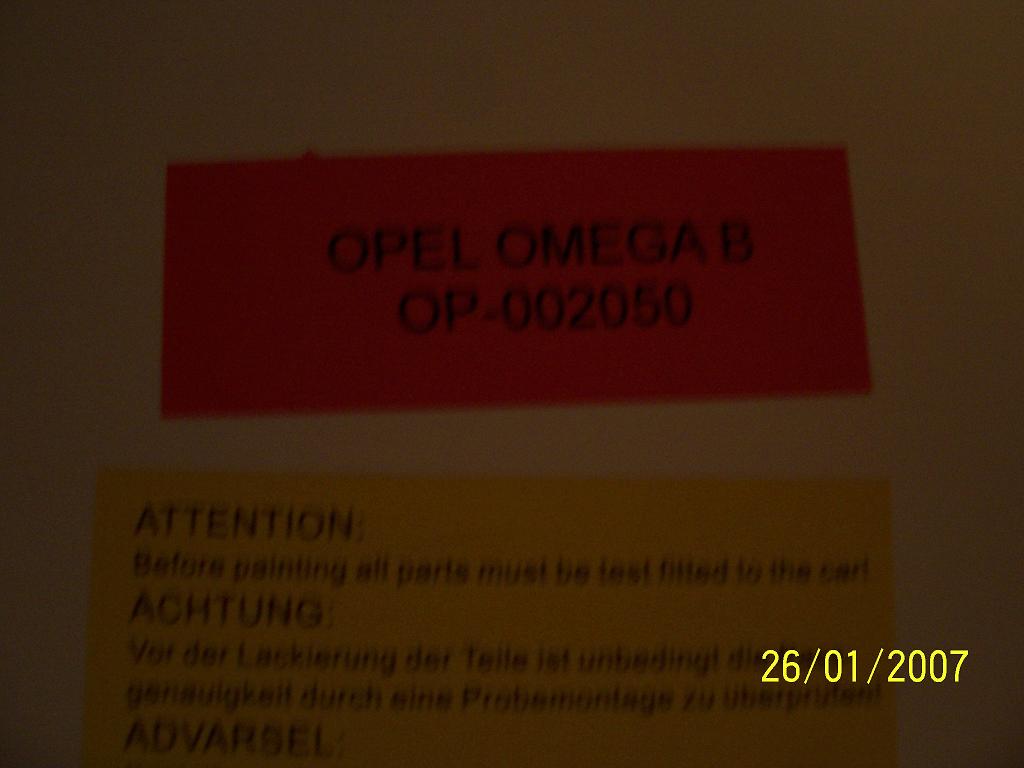 OPEL OMEGA B
OP-002050
ATTENTION:
Before painting all parts must be test fitted to the car!
ACHTUNG:
Vor der Lackierung der Teile ist unbedingt die
genauigkeit durch eine Probemontage zu überprüfen!
ADVARSEL:
26/01/2007